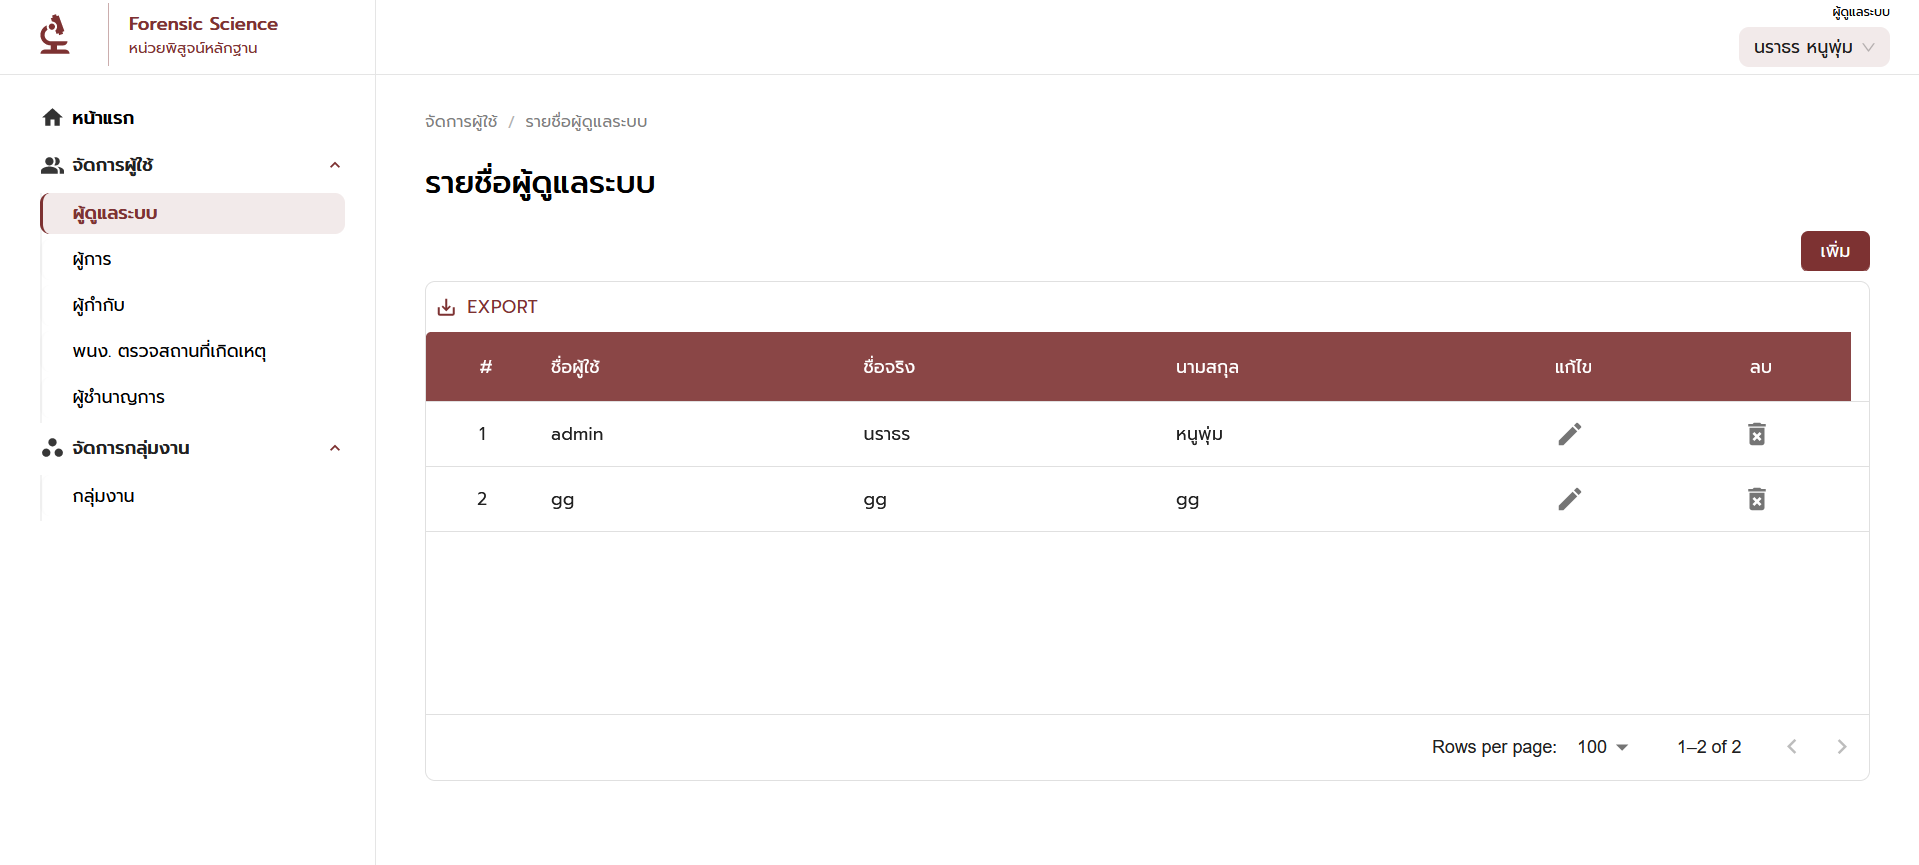 Forensic Science
หน่วยพิสูจน์หลักฐาน
ผู้ดูแลระบบ
นราธร หนูพุ่ม
หน้าแรก
จัดการผู้ใช้
ผู้ดูแลระบบ
ผู้การ
ผู้กำกับ
พนง. ตรวจสถานที่เกิดเหตุ
ผู้ชำนาญการ
จัดการกลุ่มงาน
กลุ่มงาน
จัดการผู้ใช้ / รายชื่อผู้ดูแลระบบ
รายชื่อผู้ดูแลระบบ
เพิ่ม
EXPORT
# ชื่อผู้ใช้ ชื่อจริง นามสกุล แก้ไข ลบ
1 admin นราธร หนูพุ่ม
2 gg gg gg
Rows per page: 100 1–2 of 2